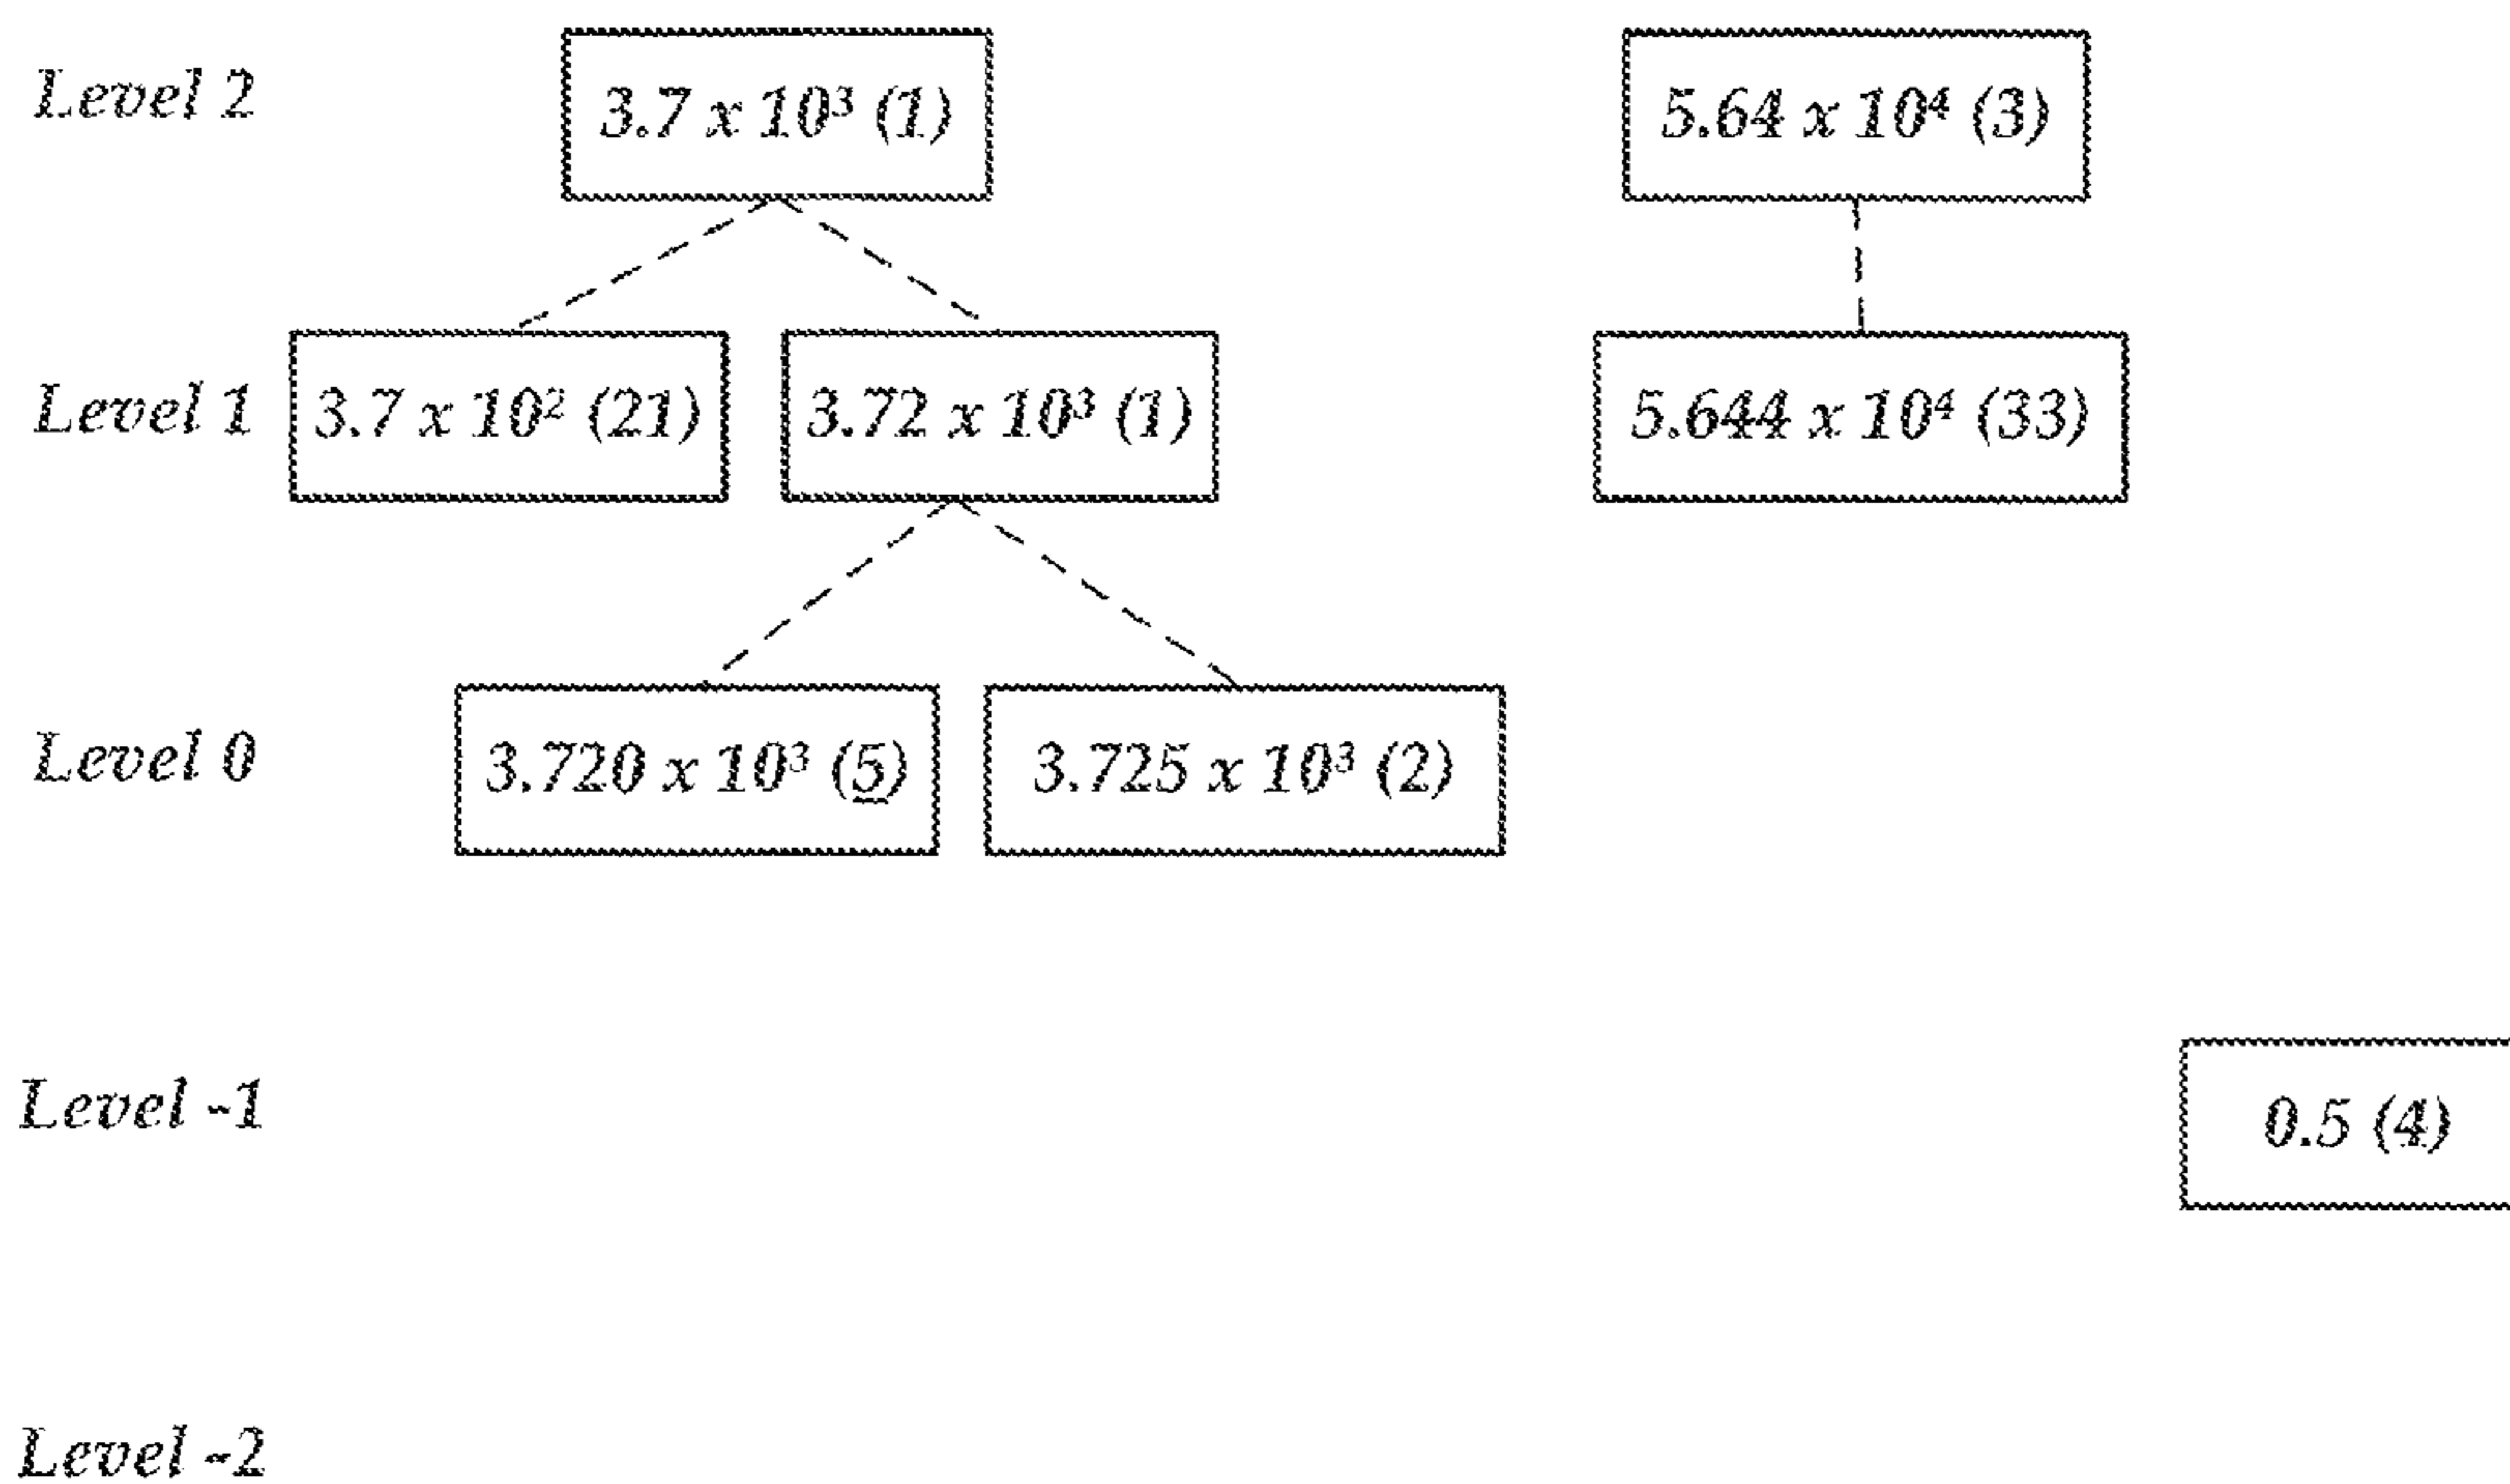 Level 2 3.7 x 10³ (1) 5.64 x 10⁴ (3)
Level 1 3.7 x 10² (21) 3.72 x 10³ (1) 5.644 x 10⁴ (33)
Level 0 3.720 x 10³ (5) 3.725 x 10³ (2)
Level -1 0.5 (4)
Level -2